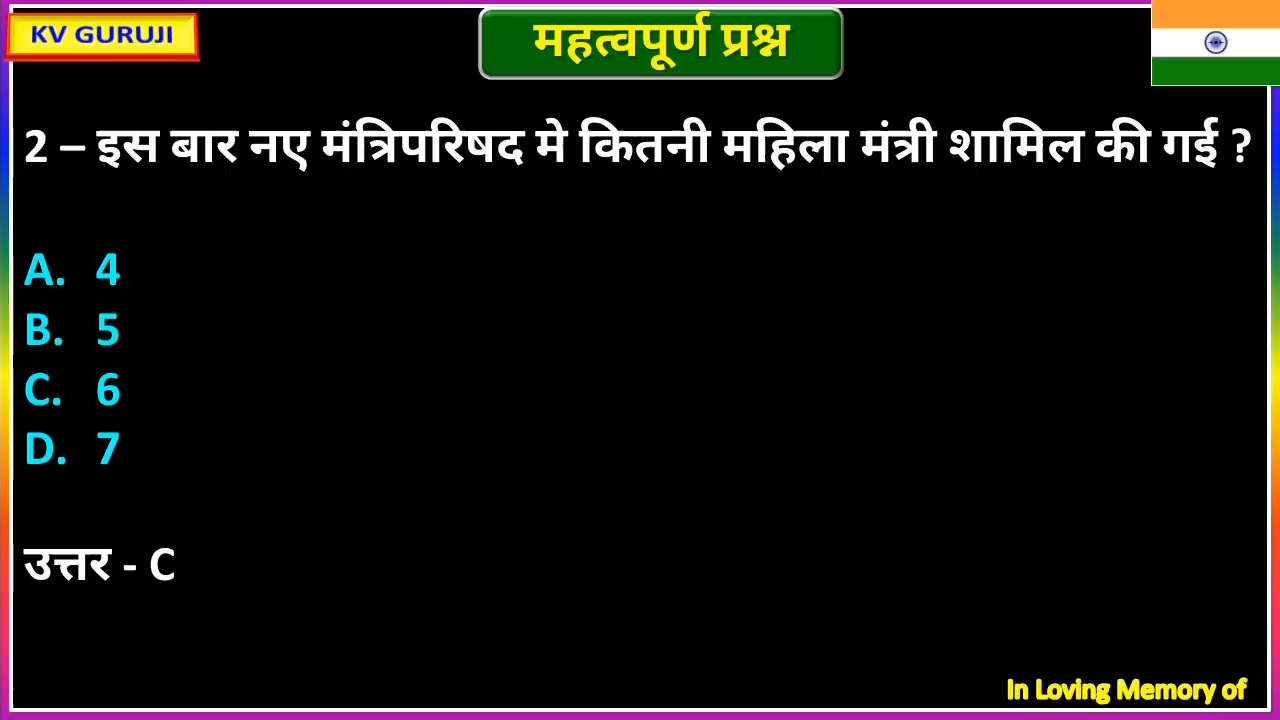 KV GURUJI
महत्वपूर्ण प्रश्न
2 – इस बार नए मंत्रिपरिषद मे कितनी महिला मंत्री शामिल की गई ?
A. 4
B. 5
C. 6
D. 7
उत्तर - C
In Loving Memory of